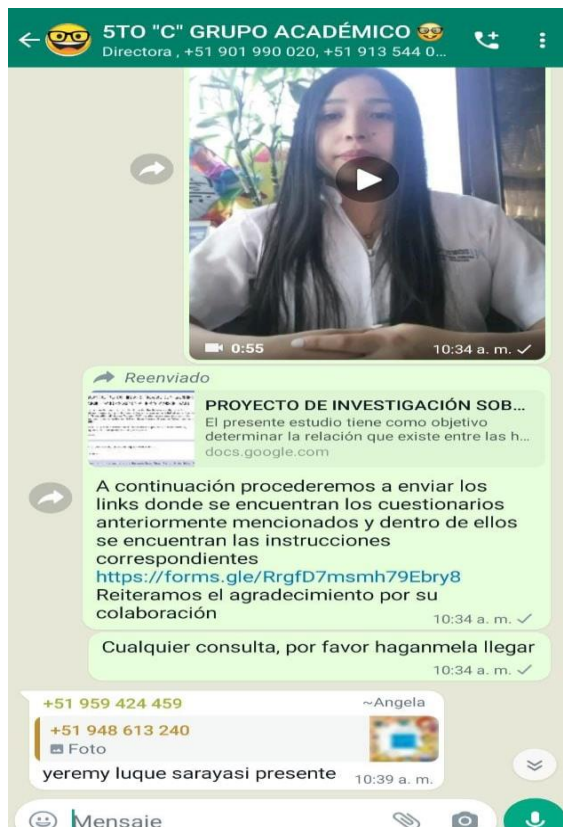 5TO "C" GRUPO ACADÉMICO
Directora , +51 901 990 020, +51 913 544 0...
0:55
10:34 a. m.
Reenviado
PROYECTO DE INVESTIGACIÓN SOB...
El presente estudio tiene como objetivo
determinar la relación que existe entre las h...
docs.google.com
A continuación procederemos a enviar los
links donde se encuentran los cuestionarios
anteriormente mencionados y dentro de ellos
se encuentran las instrucciones
correspondientes
https://forms.gle/RrgfD7msmh79Ebry8
Reiteramos el agradecimiento por su
colaboración
10:34 a. m.
Cualquier consulta, por favor haganmela llegar
10:34 a. m.
+51 959 424 459 ~Angela
+51 948 613 240
Foto
yeremy luque sarayasi presente 10:39 a. m.
Mensaje